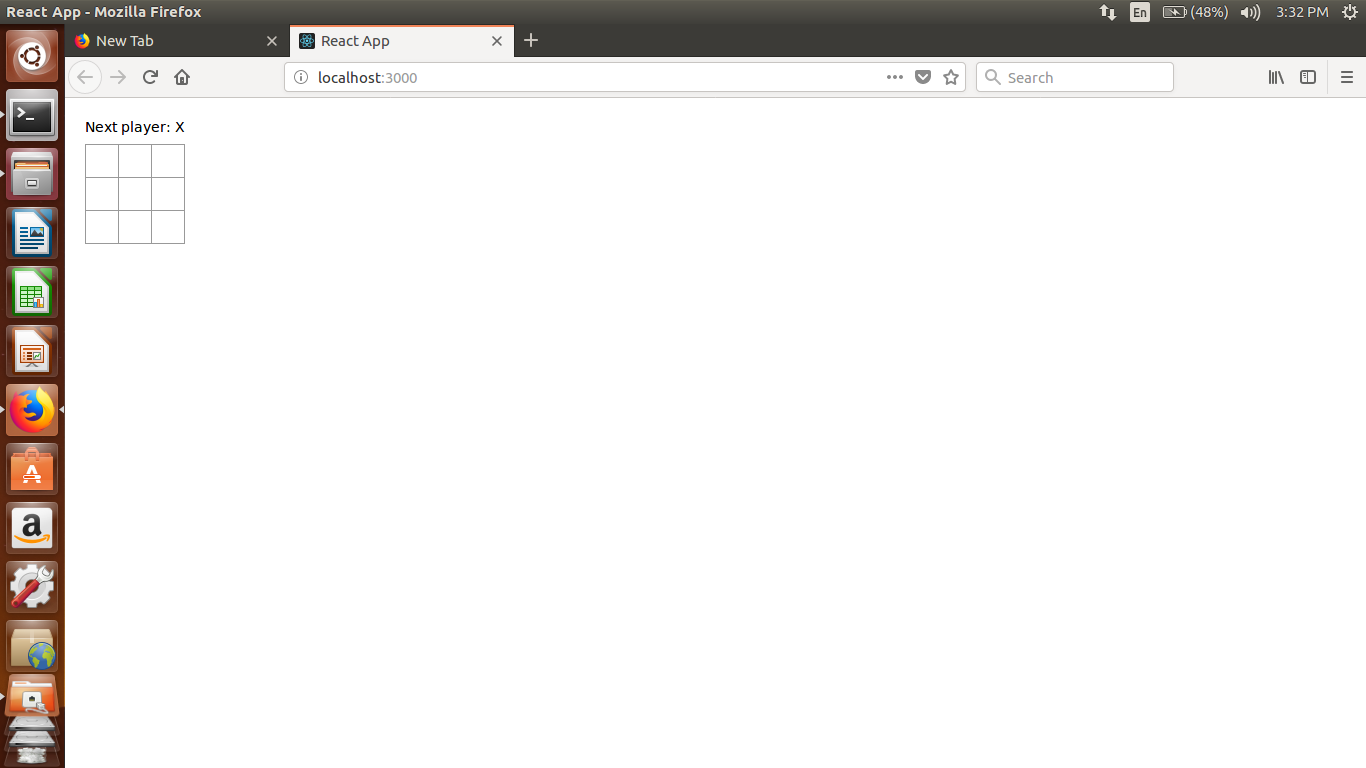 React App - Mozilla Firefox
En
(48%)
3:32 PM
New Tab
React App
localhost:3000
Search
Next player: X